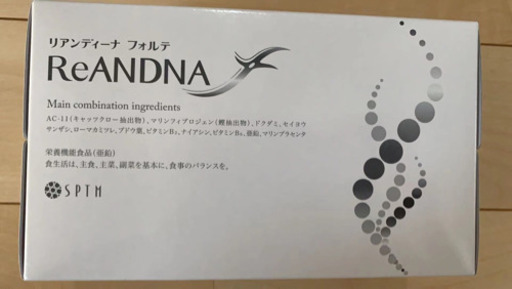 リアンディーナ フォルテ
ReANDNA
Main combination ingredients
AC-11(キャッツクロー抽出物)、マリンフィブロジェン(鰹抽出物)、ドクダミ、セイヨウ
サンザシ、ローマカミツレ、ブドウ葉、ビタミンB₂、ナイアシン、ビタミンB₆、亜鉛、マリンプラセンタ
栄養機能食品(亜鉛)
食生活は、主食、主菜、副菜を基本に、食事のバランスを。
SPTM